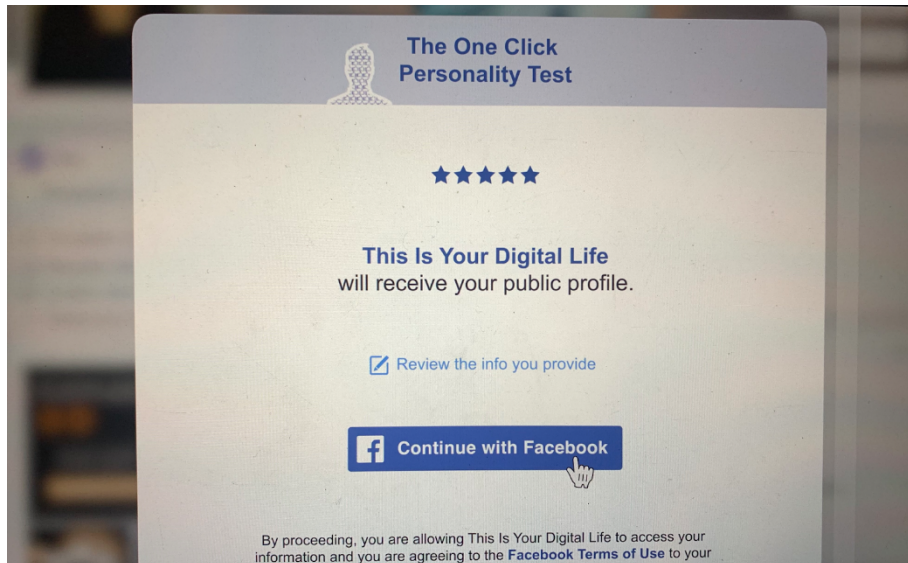 The One Click
Personality Test
This Is Your Digital Life
will receive your public profile.
Review the info you provide
f Continue with Facebook
By proceeding, you are allowing This Is Your Digital Life to access your
information and you are agreeing to the Facebook Terms of Use to your